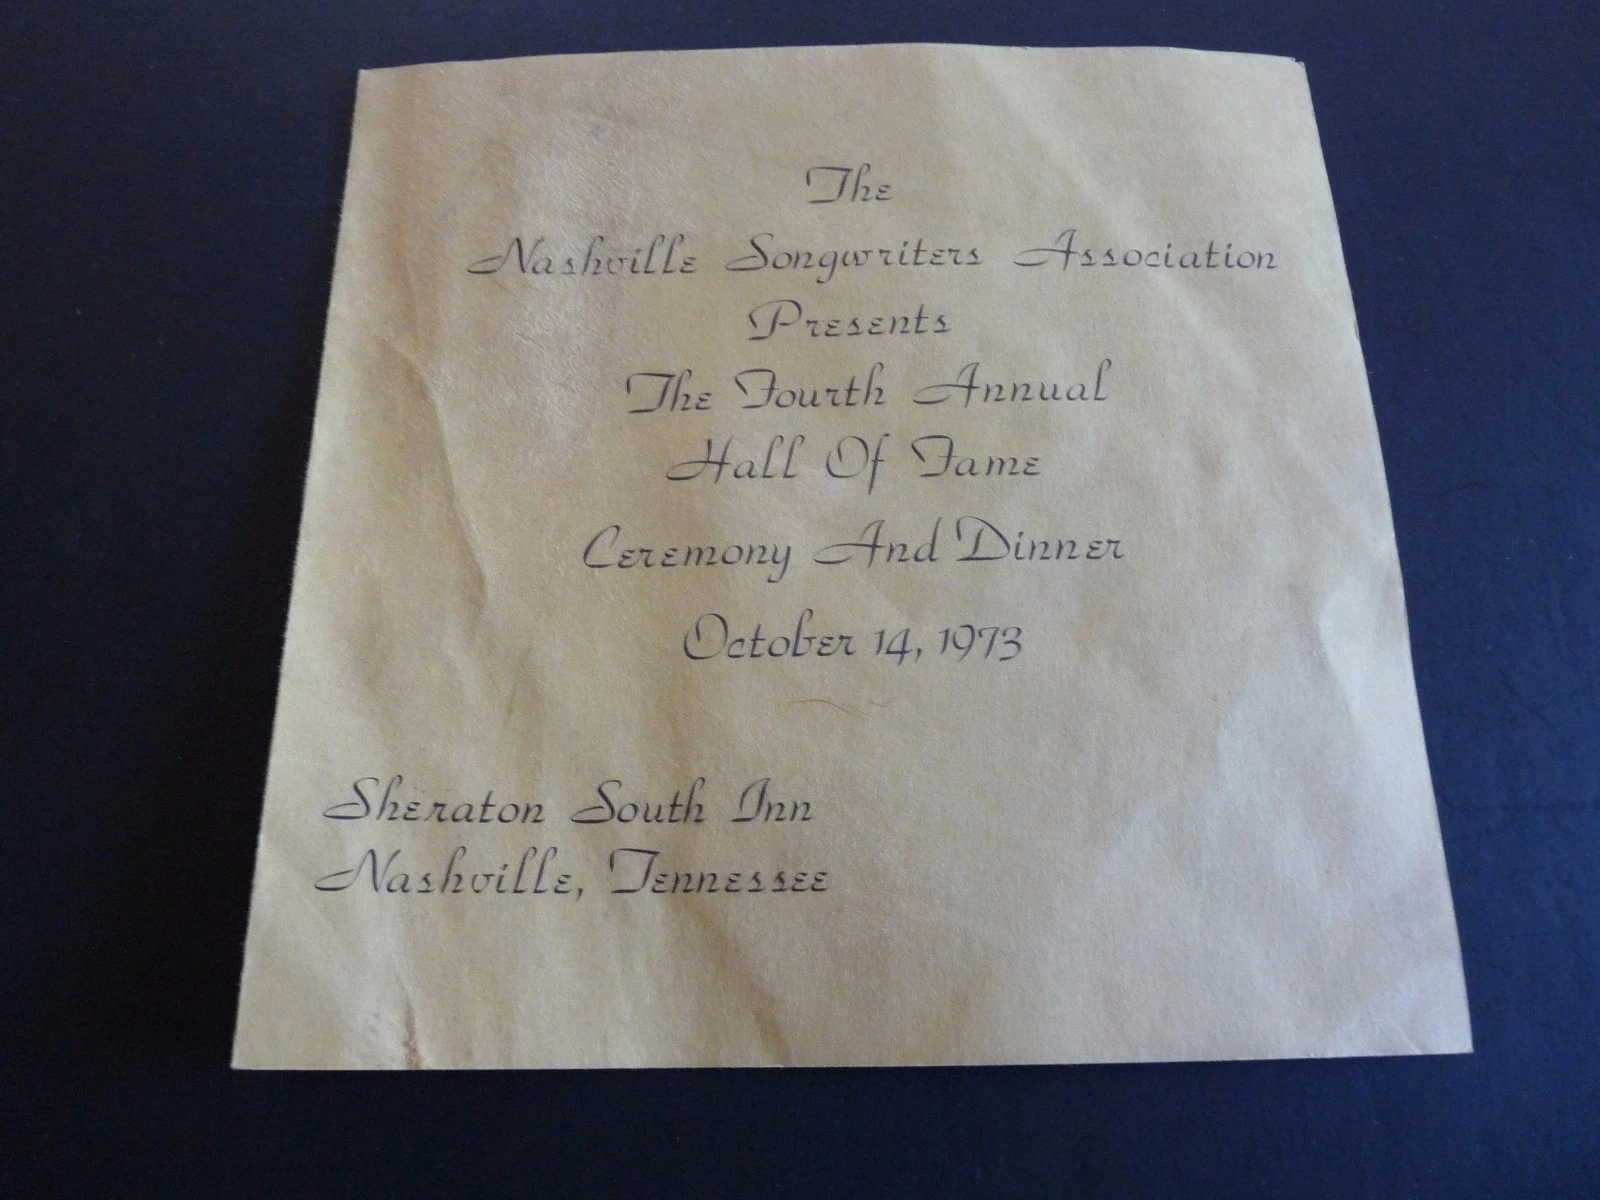 The
Nashville Songwriters Association
Presents
The Fourth Annual
Hall Of Fame
Ceremony And Dinner
October 14, 1973
Sheraton South Inn
Nashville, Tennessee